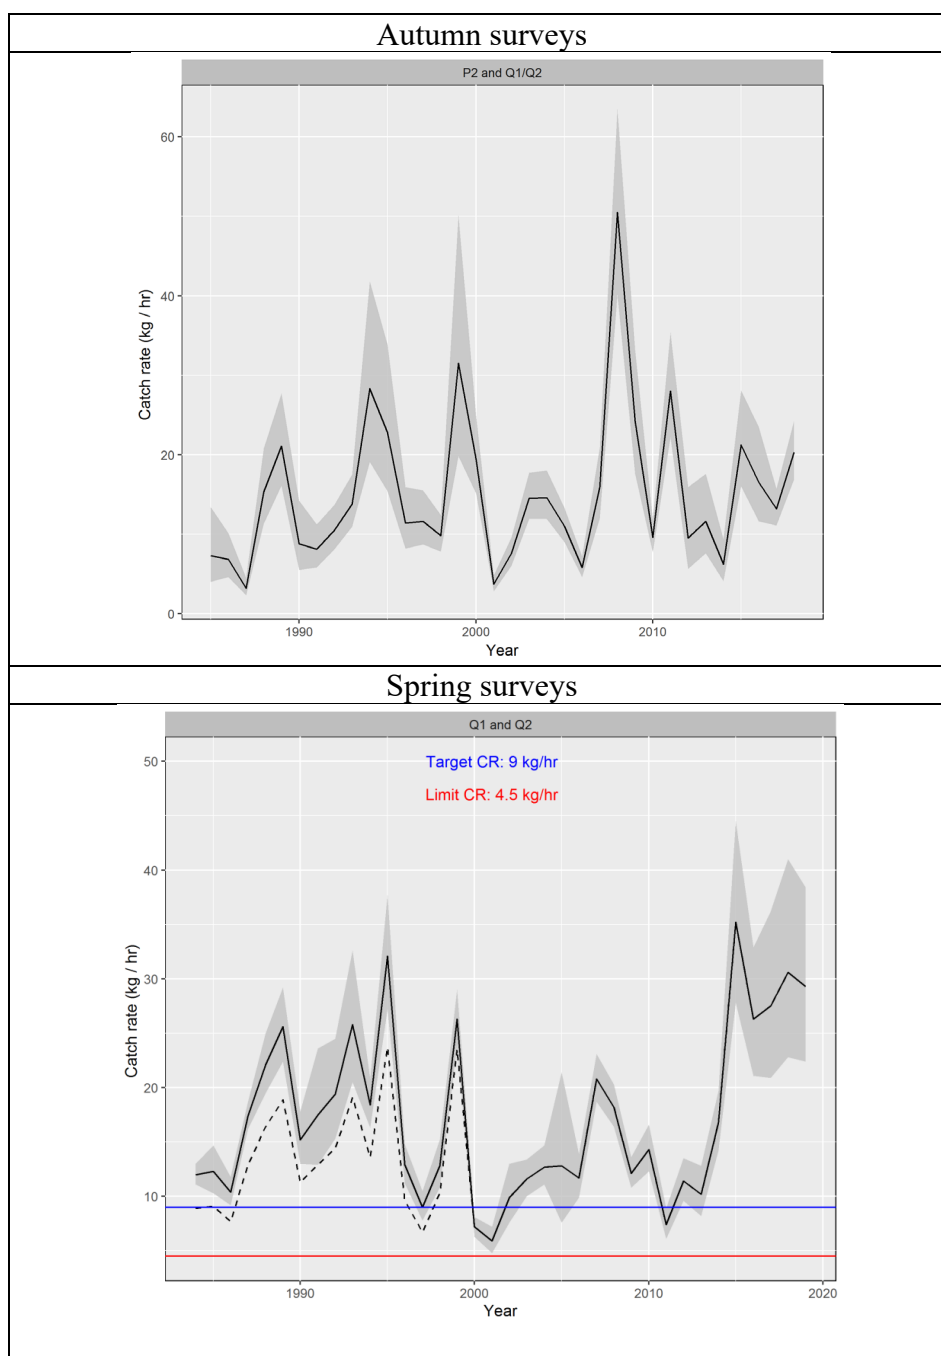 Autumn surveys
P2 and Q1/Q2
Catch rate (kg / hr)
60
40
20
0
1990
2000
2010
Year
Spring surveys
Q1 and Q2
Target CR: 9 kg/hr
Limit CR: 4.5 kg/hr
Catch rate (kg / hr)
50
40
30
20
10
1990
2000
2010
2020
Year